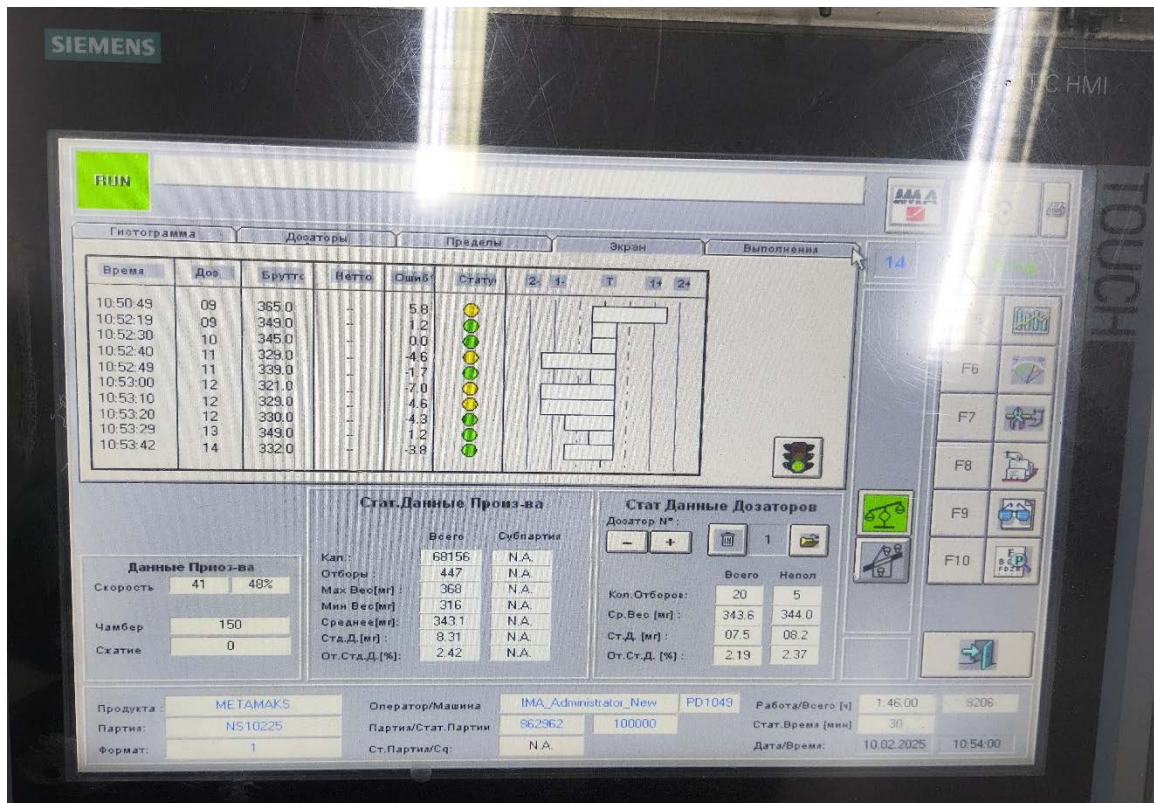 SIEMENS
HMI
TOUCH
RUN
IMA
Гистограмма Дозаторы Пределы Экран Выполнения
14
Время Доз Брутто Нетто Ошиб Стату 2- 1- T 1+ 2+
10:50:49 09 365.0 -- 5.8
10:52:19 09 349.0 -- 1.2
10:52:30 10 345.0 -- 0.0
10:52:40 11 329.0 -- -4.6
10:52:49 11 339.0 -- -1.7
10:53:00 12 321.0 -- -7.0
10:53:10 12 329.0 -- -4.6
10:53:20 12 330.0 -- -4.3
10:53:29 13 349.0 -- 1.2
10:53:42 14 332.0 -- -3.8
F6
F7
F8
F9
F10
Данные Приоз-ва
Скорость 41 48%
Чамбер 150
Сжатие 0
Стат.Данные Произ-ва
Всего Субпартия
Кап.: 68156 N.A.
Отборы : 447 N.A.
Мах Вес[мг] : 368 N.A.
Мин Вес[мг] 316 N.A.
Среднее[мг]: 343.1 N.A.
Стд.Д.[мг] : 8.31 N.A.
От.Стд.Д.[%]: 2.42 N.A.
Стат Данные Дозаторов
Дозатор N° :
- + 1
Всего Непол
Кол.Отборов: 20 5
Ср.Вес [мг] : 343.6 344.0
Ст.Д. [мг] : 07.5 08.2
От.Ст.Д. [%] : 2.19 2.37
Продукта : METAMAKS Оператор/Машина IMA_Administrator_New PD1049 Работа/Всего [ч] 1:46:00 8206
Партия: NS10225 Партия/Стат.Партии 862962 100000 Стат.Время [мин] 30
Формат: 1 Ст.Партия/Cq: N.A. Дата/Время: 10.02.2025 10:54:00